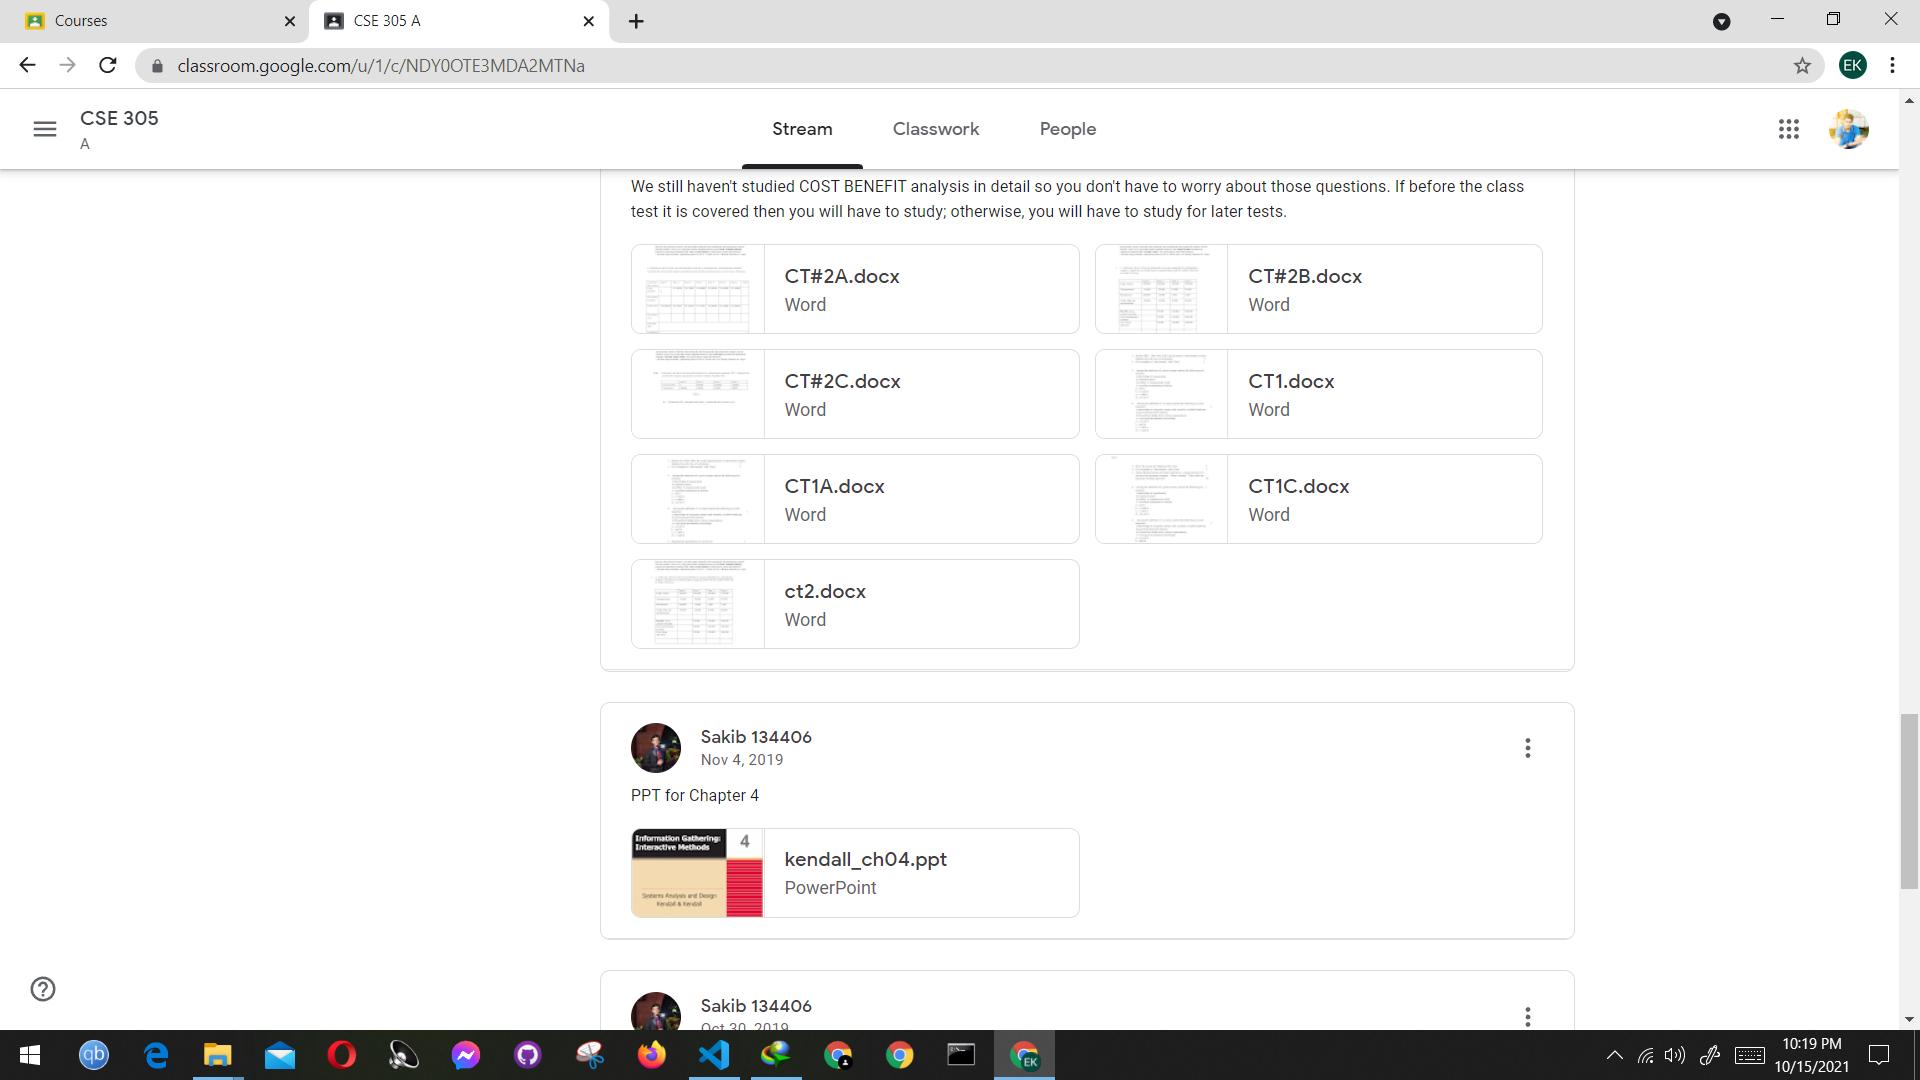 Courses
CSE 305 A
classroom.google.com/u/1/c/NDY0OTE3MDA2MTNa
EK
CSE 305
A
Stream
Classwork
People
We still haven't studied COST BENEFIT analysis in detail so you don't have to worry about those questions. If before the class
test it is covered then you will have to study; otherwise, you will have to study for later tests.
CT#2A.docx
Word
CT#2B.docx
Word
CT#2C.docx
Word
CT1.docx
Word
CT1A.docx
Word
CT1C.docx
Word
ct2.docx
Word
Sakib 134406
Nov 4, 2019
PPT for Chapter 4
Information Gathering:
Interactive Methods
4
Systems Analysis and Design
Kendall & Kendall
kendall_ch04.ppt
PowerPoint
Sakib 134406
Oct 30, 2019
qb
EK
10:19 PM
10/15/2021